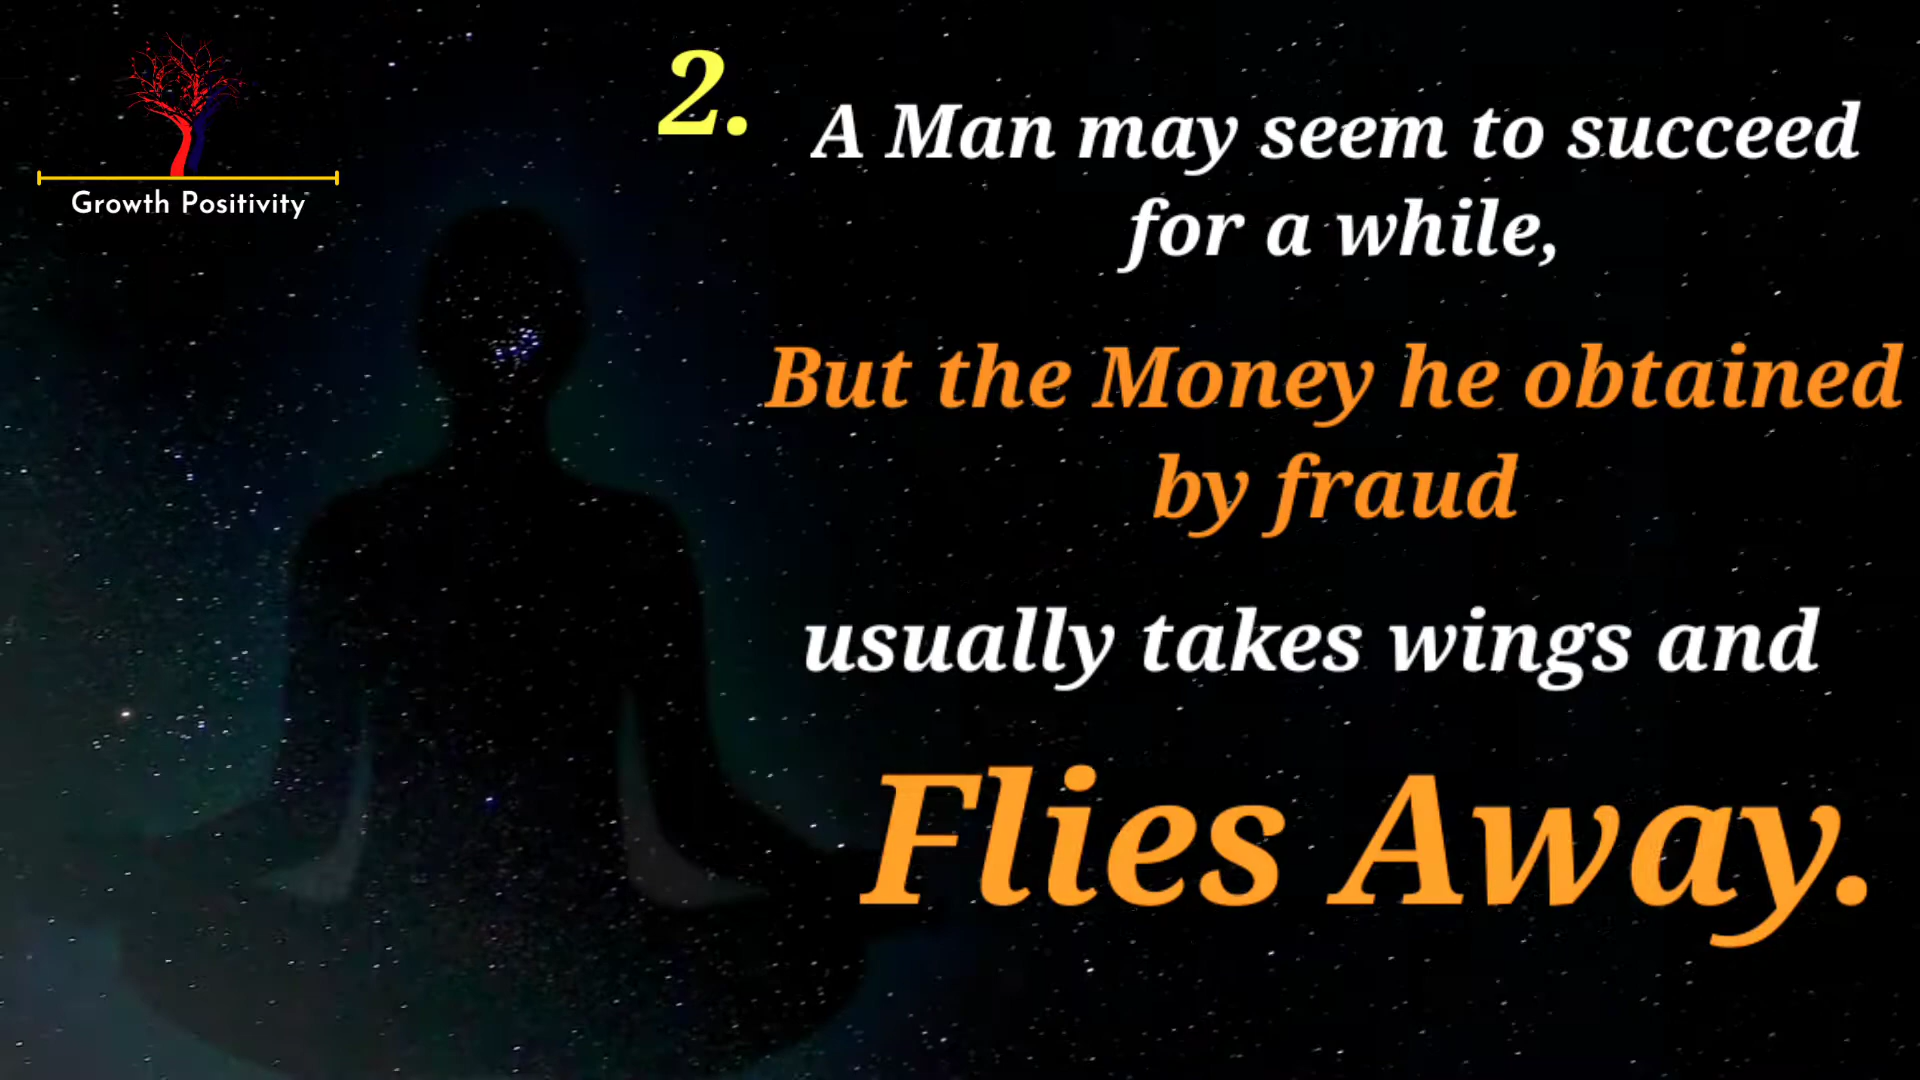 Growth Positivity
2.
A Man may seem to succeed
for a while,
But the Money he obtained
by fraud
usually takes wings and
Flies Away.